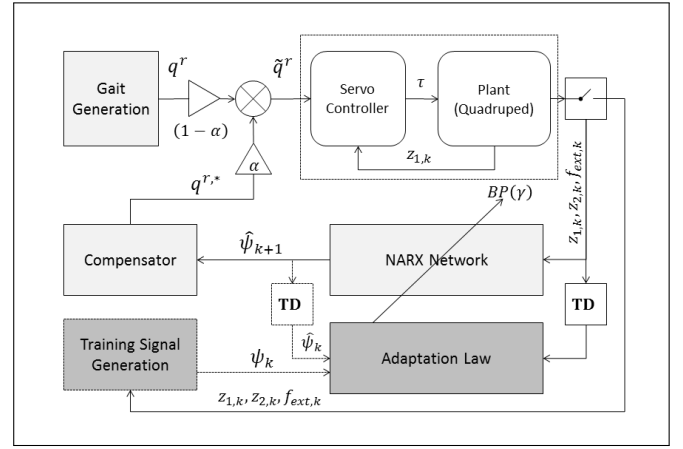 Gait
Generation
q^r
(1 − α)
q̃^r
α
q^{r,*}
Servo
Controller
τ
Plant
(Quadruped)
z_{1,k}
z_{1,k}, z_{2,k}, f_{ext,k}
BP(γ)
Compensator
ψ̂_{k+1}
NARX Network
TD
TD
Training Signal
Generation
ψ_k
ψ̂_k
Adaptation Law
z_{1,k}, z_{2,k}, f_{ext,k}